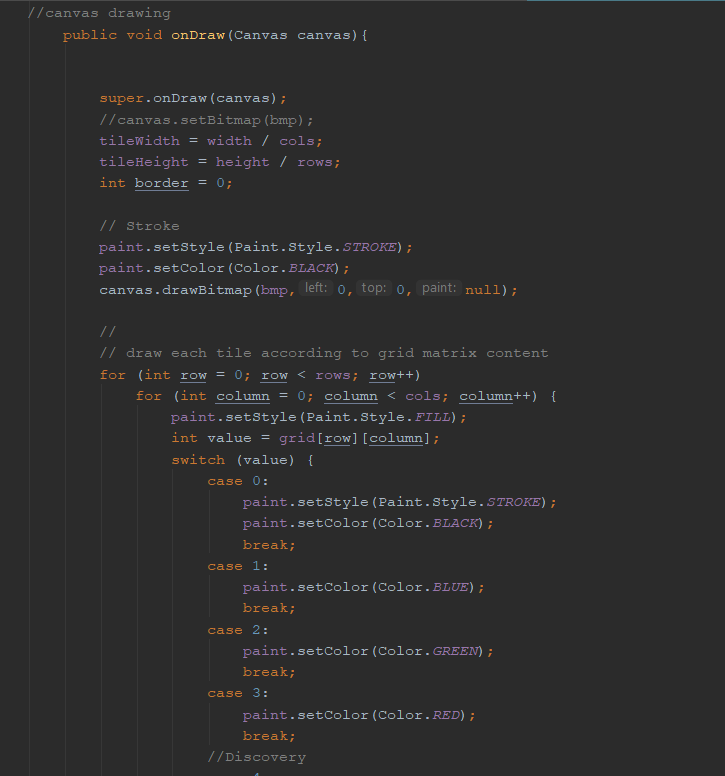 //canvas drawing
public void onDraw(Canvas canvas){
super.onDraw(canvas);
//canvas.setBitmap(bmp);
tileWidth = width / cols;
tileHeight = height / rows;
int border = 0;
// Stroke
paint.setStyle(Paint.Style.STROKE);
paint.setColor(Color.BLACK);
canvas.drawBitmap(bmp, left: 0, top: 0, paint: null);
//
// draw each tile according to grid matrix content
for (int row = 0; row < rows; row++)
for (int column = 0; column < cols; column++) {
paint.setStyle(Paint.Style.FILL);
int value = grid[row][column];
switch (value) {
case 0:
paint.setStyle(Paint.Style.STROKE);
paint.setColor(Color.BLACK);
break;
case 1:
paint.setColor(Color.BLUE);
break;
case 2:
paint.setColor(Color.GREEN);
break;
case 3:
paint.setColor(Color.RED);
break;
//Discovery